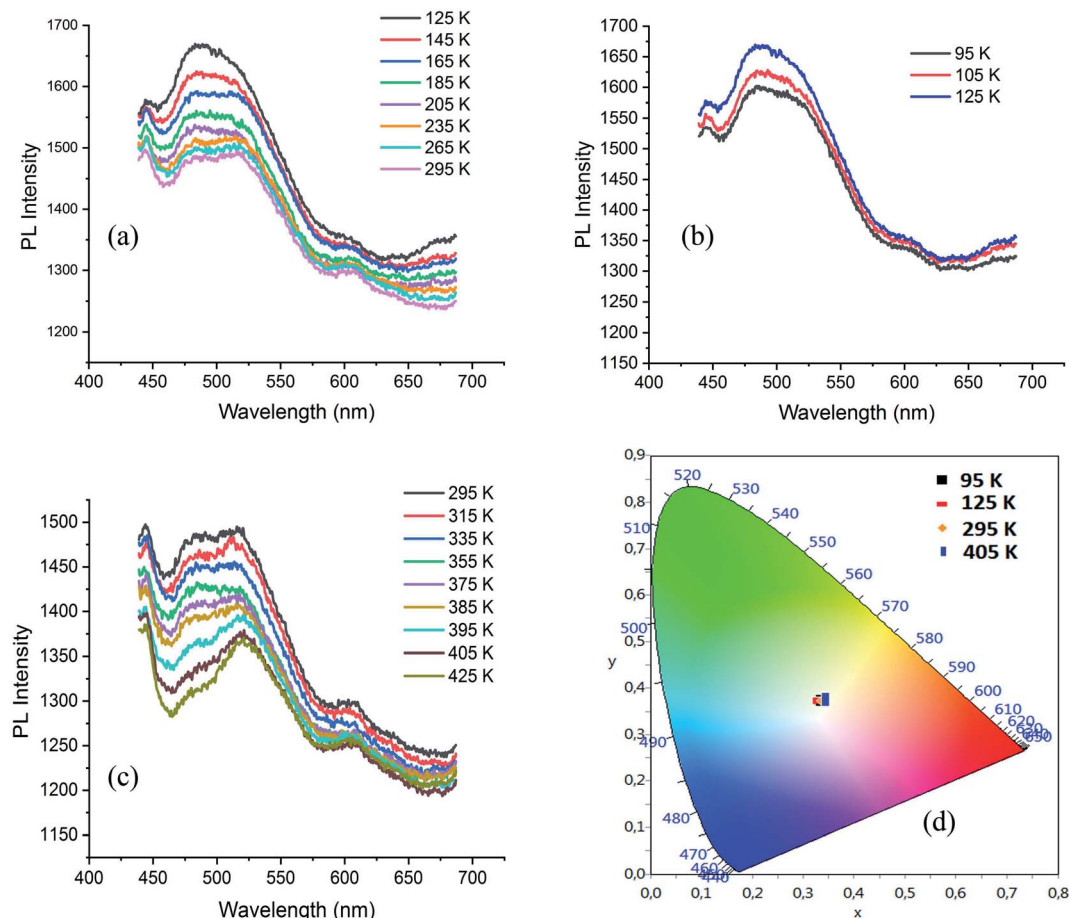 1700
1600
1500
1400
1300
1200
400 450 500 550 600 650 700
PL Intensity
Wavelength (nm)
125 K
145 K
165 K
185 K
205 K
235 K
265 K
295 K
(a)
1700
1650
1600
1550
1500
1450
1400
1350
1300
1250
1200
1150
400 450 500 550 600 650 700
PL Intensity
Wavelength (nm)
95 K
105 K
125 K
(b)
1500
1450
1400
1350
1300
1250
1200
1150
400 450 500 550 600 650 700
PL Intensity
Wavelength (nm)
295 K
315 K
335 K
355 K
375 K
385 K
395 K
405 K
425 K
(c)
0,9
0,8
0,7
0,6
0,5
0,4
0,3
0,2
0,1
0,0
y
0,0 0,1 0,2 0,3 0,4 0,5 0,6 0,7 0,8
x
95 K
125 K
295 K
405 K
520
530
540
550
560
570
580
590
600
610
620
650
510
500
490
480
470
460
440
(d)